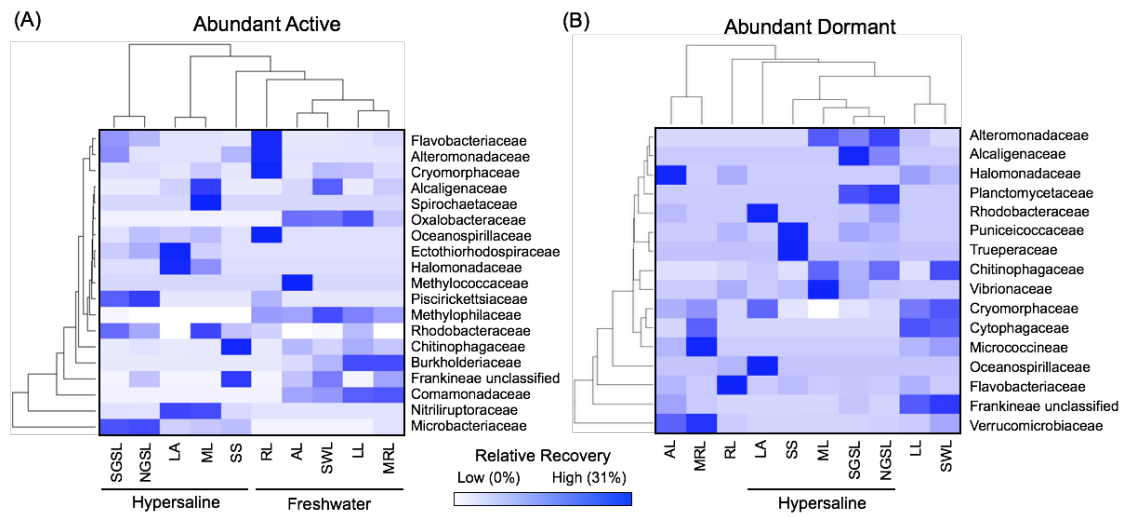 (A)
Abundant Active
Flavobacteriaceae
Alteromonadaceae
Cryomorphaceae
Alcaligenaceae
Spirochaetaceae
Oxalobacteraceae
Oceanospirillaceae
Ectothiorhodospiraceae
Halomonadaceae
Methylococcaceae
Piscirickettsiaceae
Methylophilaceae
Rhodobacteraceae
Chitinophagaceae
Burkholderiaceae
Frankineae unclassified
Comamonadaceae
Nitriliruptoraceae
Microbacteriaceae
SGSL NGSL LA ML SS RL AL SWL LL MRL
Hypersaline Freshwater
(B)
Abundant Dormant
Alteromonadaceae
Alcaligenaceae
Halomonadaceae
Planctomycetaceae
Rhodobacteraceae
Puniceicoccaceae
Trueperaceae
Chitinophagaceae
Vibrionaceae
Cryomorphaceae
Cytophagaceae
Micrococcineae
Oceanospirillaceae
Flavobacteriaceae
Frankineae unclassified
Verrucomicrobiaceae
AL MRL RL LA SS ML SGSL NGSL LL SWL
Hypersaline
Relative Recovery
Low (0%) High (31%)